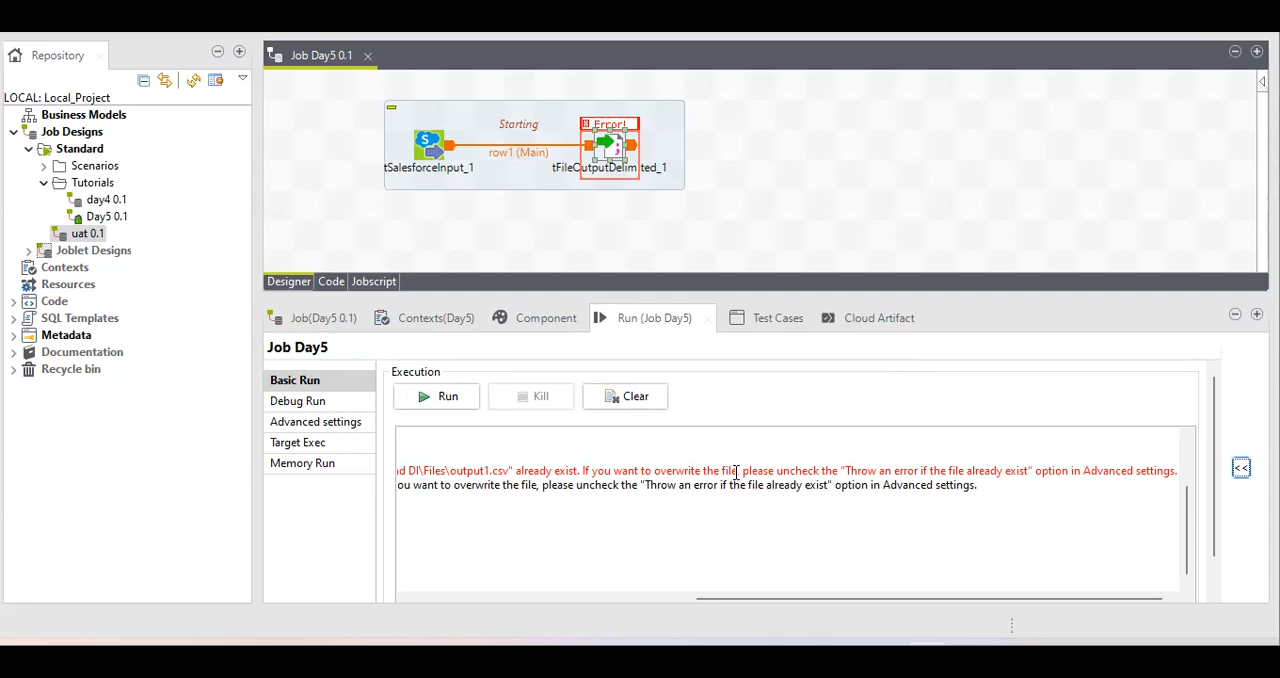 Repository
Job Day5 0.1
LOCAL: Local_Project
Business Models
Job Designs
Standard
Scenarios
Tutorials
day4 0.1
Day5 0.1
uat 0.1
Joblet Designs
Contexts
Resources
Code
SQL Templates
Metadata
Documentation
Recycle bin
Starting
Error!
row1 (Main)
tSalesforceInput_1
tFileOutputDelim ted_1
Designer Code Jobscript
Job(Day5 0.1) Contexts(Day5) Component Run (Job Day5) Test Cases Cloud Artifact
Job Day5
Basic Run
Debug Run
Advanced settings
Target Exec
Memory Run
Execution
Run Kill Clear
nd DI\Files\output1.csv" already exist. If you want to overwrite the file, please uncheck the "Throw an error if the file already exist" option in Advanced settings.
ou want to overwrite the file, please uncheck the "Throw an error if the file already exist" option in Advanced settings.
<<